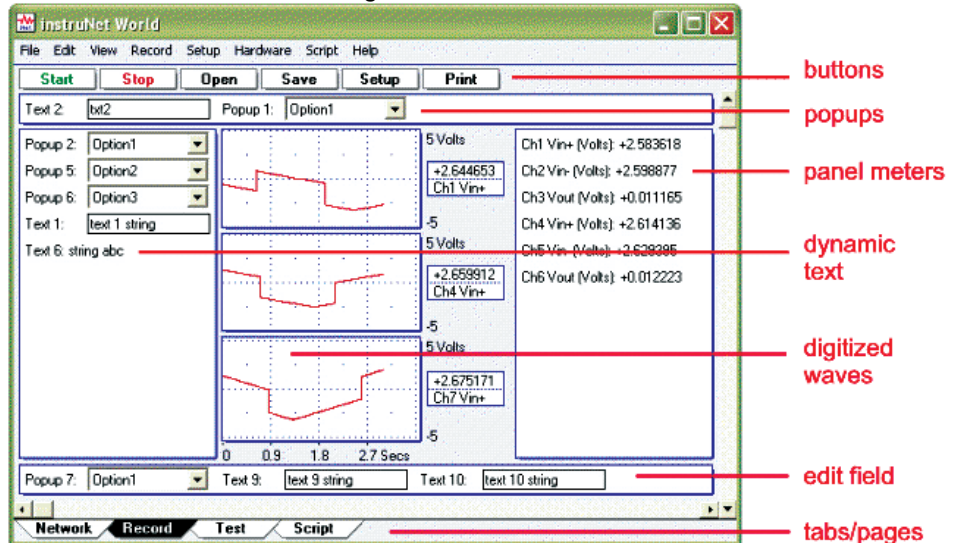 instruNet World
File Edit View Record Setup Hardware Script Help
Start Stop Open Save Setup Print
buttons
Text 2: txt2 Popup 1: Option1
popups
Popup 2: Option1
Popup 5: Option2
Popup 6: Option3
Text 1: text 1 string
Text 6: string abc
5 Volts
+2.644653
Ch1 Vin+
-5
5 Volts
+2.659912
Ch4 Vin+
-5
5 Volts
+2.675171
Ch7 Vin+
-5
0 0.9 1.8 2.7 Secs
Ch1 Vin+ (Volts): +2.583618
Ch2 Vin- (Volts): +2.598877
Ch3 Vout (Volts): +0.011165
Ch4 Vin+ (Volts): +2.614136
Ch5 Vin- (Volts): +2.629395
Ch6 Vout (Volts): +0.012223
panel meters
dynamic
text
digitized
waves
Popup 7: Option1 Text 9: text 9 string Text 10: text 10 string
edit field
Network Record Test Script
tabs/pages